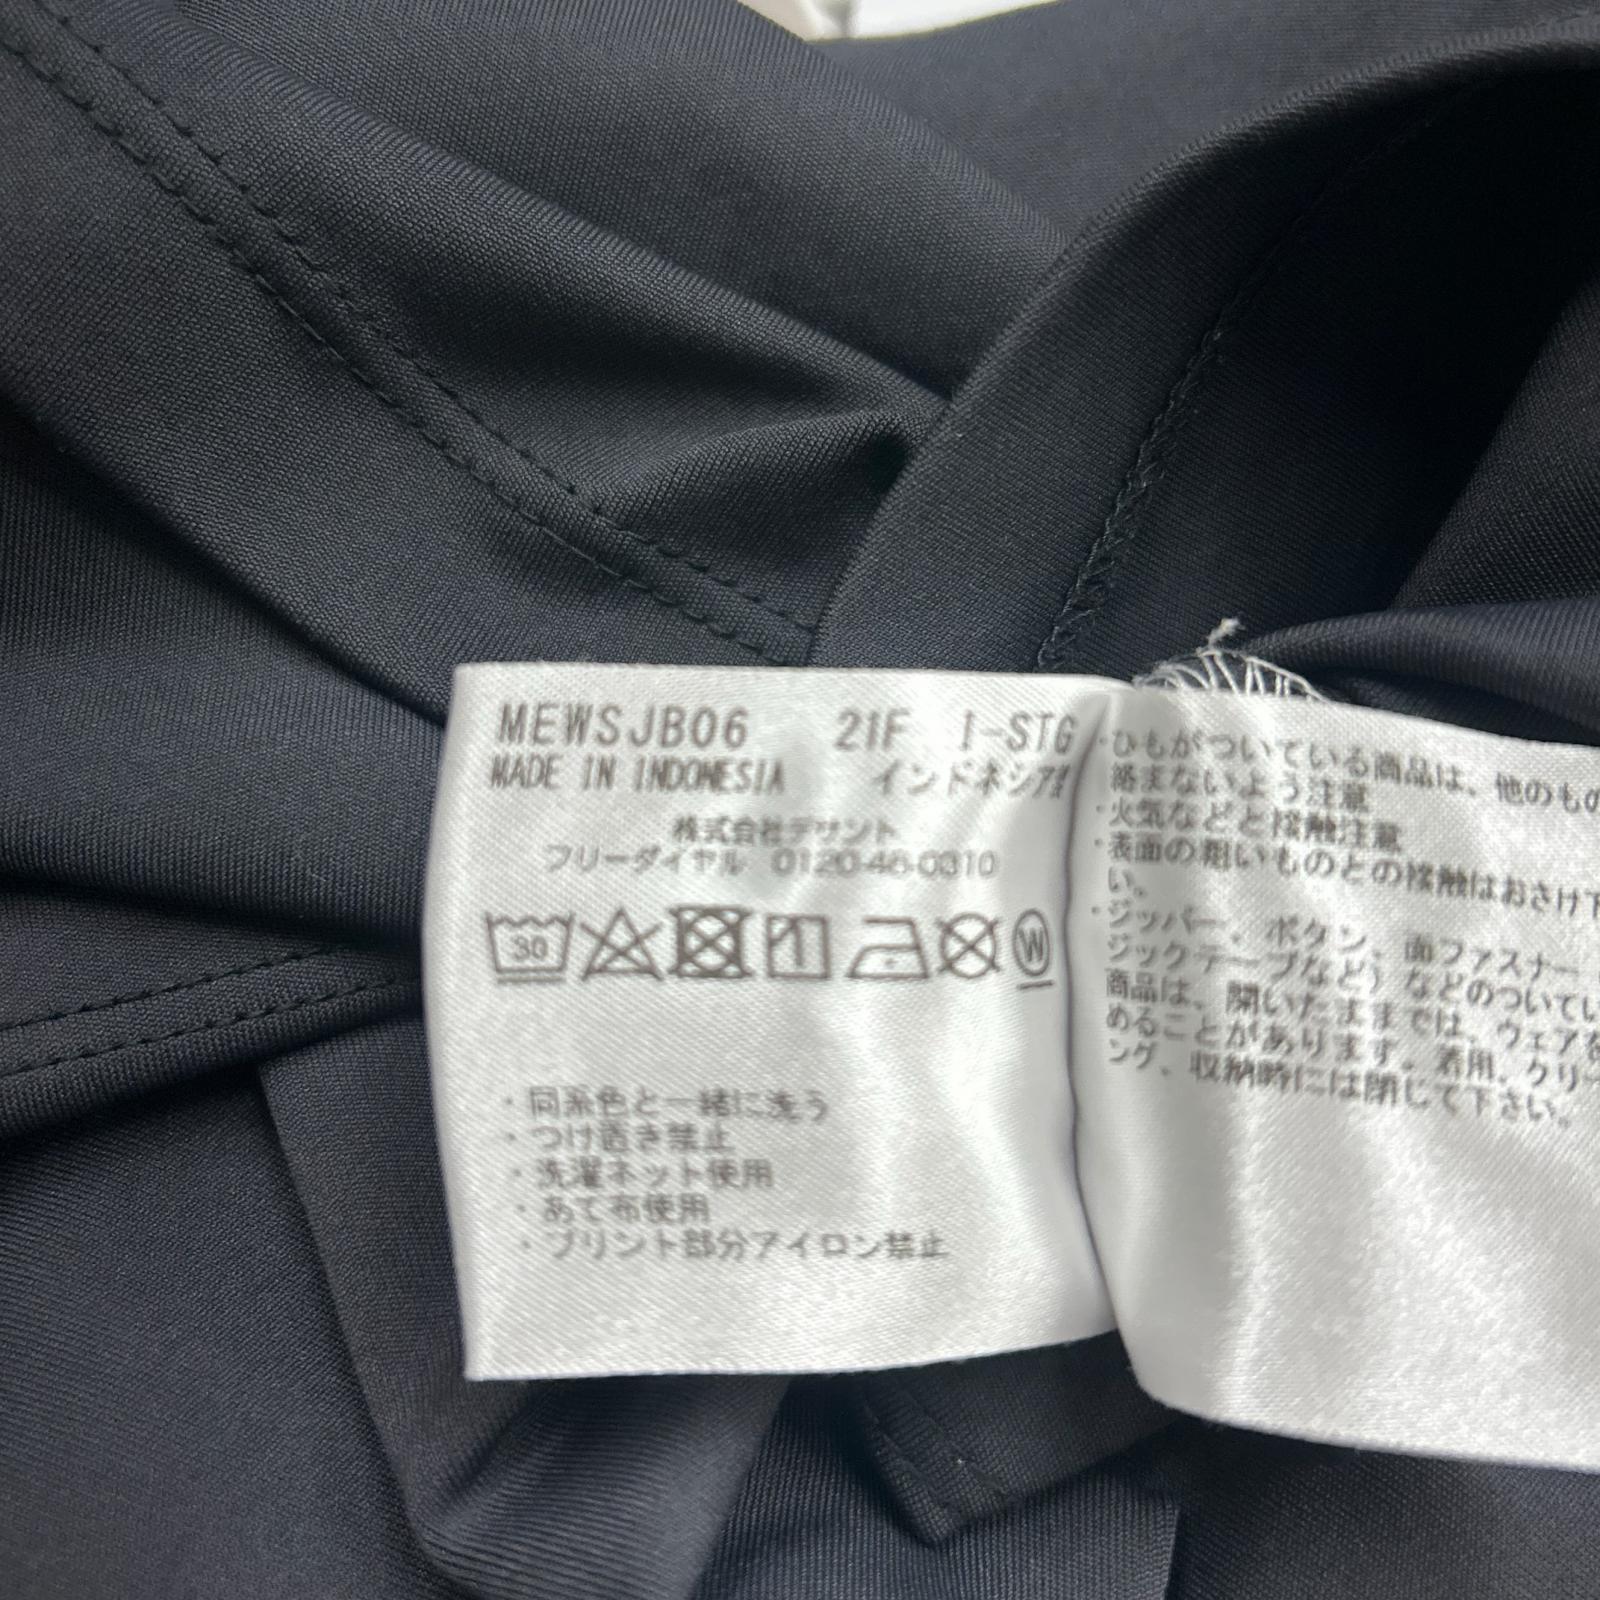 MEWSJB06 21F I-STG
MADE IN INDONESIA インドネシア製
株式会社デサント
フリーダイヤル 0120-46-0310
30
W
・同系色と一緒に洗う
・つけ置き禁止
・洗濯ネット使用
・あて布使用
・プリント部分アイロン禁止
・ひもがついている商品は、他のもの
絡まないよう注意
・火気などと接触注意
・表面の粗いものとの接触はおさけ下
い。
・ジッパー、ボタン、面ファスナー
ジックテープなど）などのついてい
商品は、開いたままでは、ウェアを
めることがあります。着用、クリー
ング、収納時には閉じて下さい。